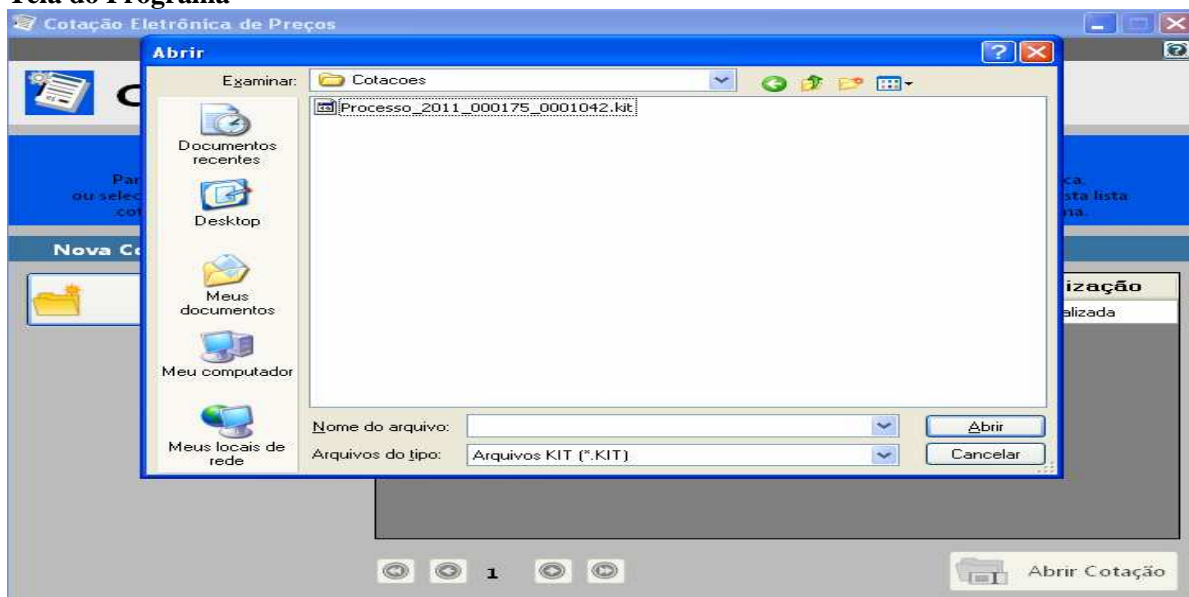 Tela do Programa
Cotação Eletrônica de Preços
Abrir
Examinar: Cotacoes
Processo_2011_000175_0001042.kit
Documentos
recentes
Desktop
Meus
documentos
Meu computador
Meus locais de
rede
Nome do arquivo:
Abrir
Arquivos do tipo: Arquivos KIT (*.KIT)
Cancelar
C
Par
ca.
ou selec
sta lista
cot
na.
Nova Co
ização
alizada
1
Abrir Cotação